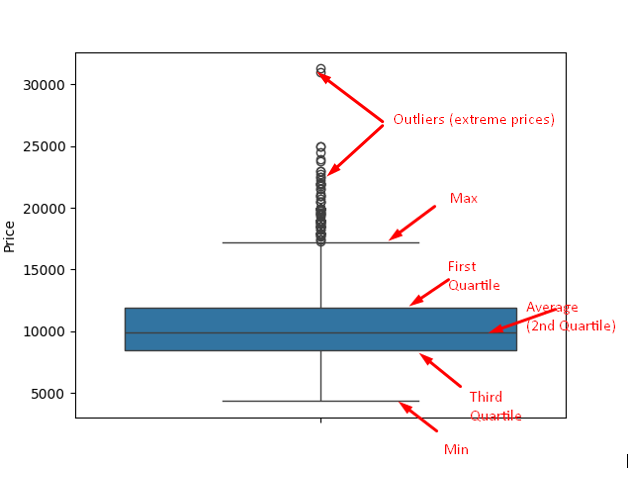 30000
Outliers (extreme prices)
25000
Max
20000
Price
First
Quartile
15000
Average
(2nd Quartile)
10000
Third
Quartile
5000
Min